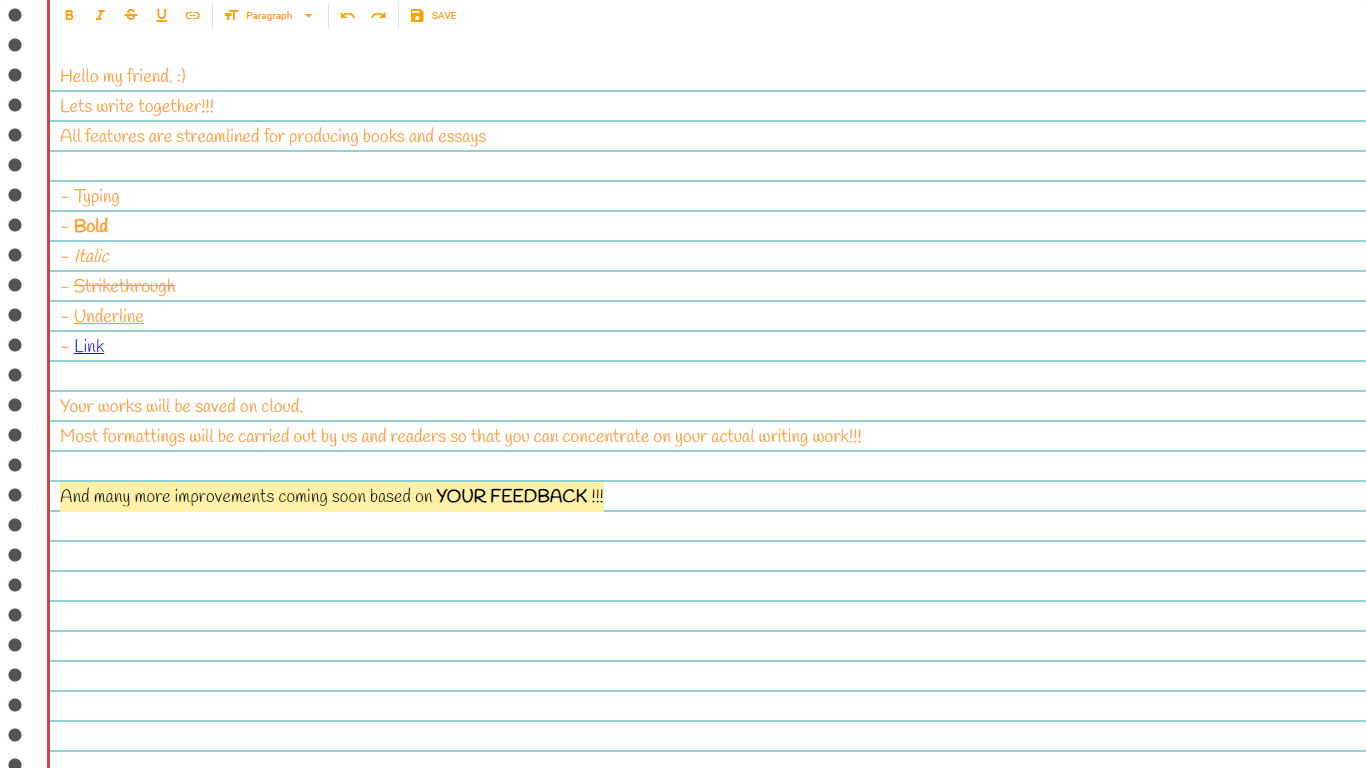 Paragraph SAVE
Hello my friend. :)
Lets write together!!!
All features are streamlined for producing books and essays
- Typing
- Bold
- Italic
- Strikethrough
- Underline
- Link
Your works will be saved on cloud.
Most formattings will be carried out by us and readers so that you can concentrate on your actual writing work!!!
And many more improvements coming soon based on YOUR FEEDBACK !!!